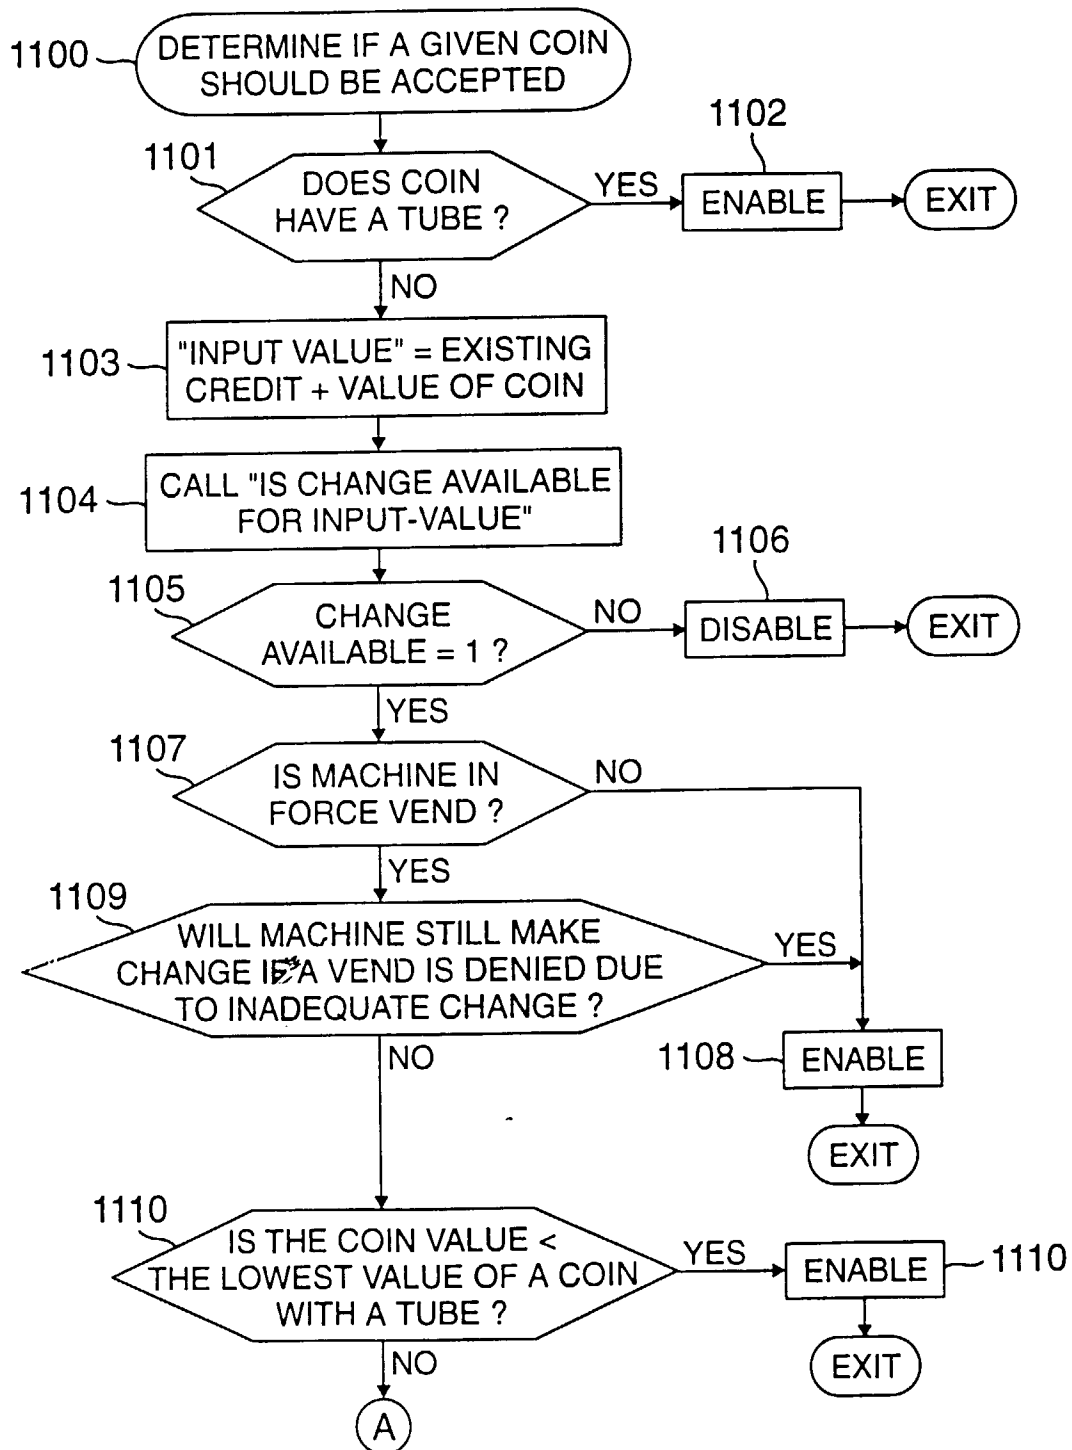 1100
DETERMINE IF A GIVEN COIN
SHOULD BE ACCEPTED
1101
DOES COIN
HAVE A TUBE ?
YES
1102
ENABLE
EXIT
NO
1103
"INPUT VALUE" = EXISTING
CREDIT + VALUE OF COIN
1104
CALL "IS CHANGE AVAILABLE
FOR INPUT-VALUE"
1105
CHANGE
AVAILABLE = 1 ?
NO
1106
DISABLE
EXIT
YES
1107
IS MACHINE IN
FORCE VEND ?
NO
YES
1109
WILL MACHINE STILL MAKE
CHANGE IF A VEND IS DENIED DUE
TO INADEQUATE CHANGE ?
YES
NO
1108
ENABLE
EXIT
1110
IS THE COIN VALUE <
THE LOWEST VALUE OF A COIN
WITH A TUBE ?
YES
ENABLE
1110
EXIT
NO
A